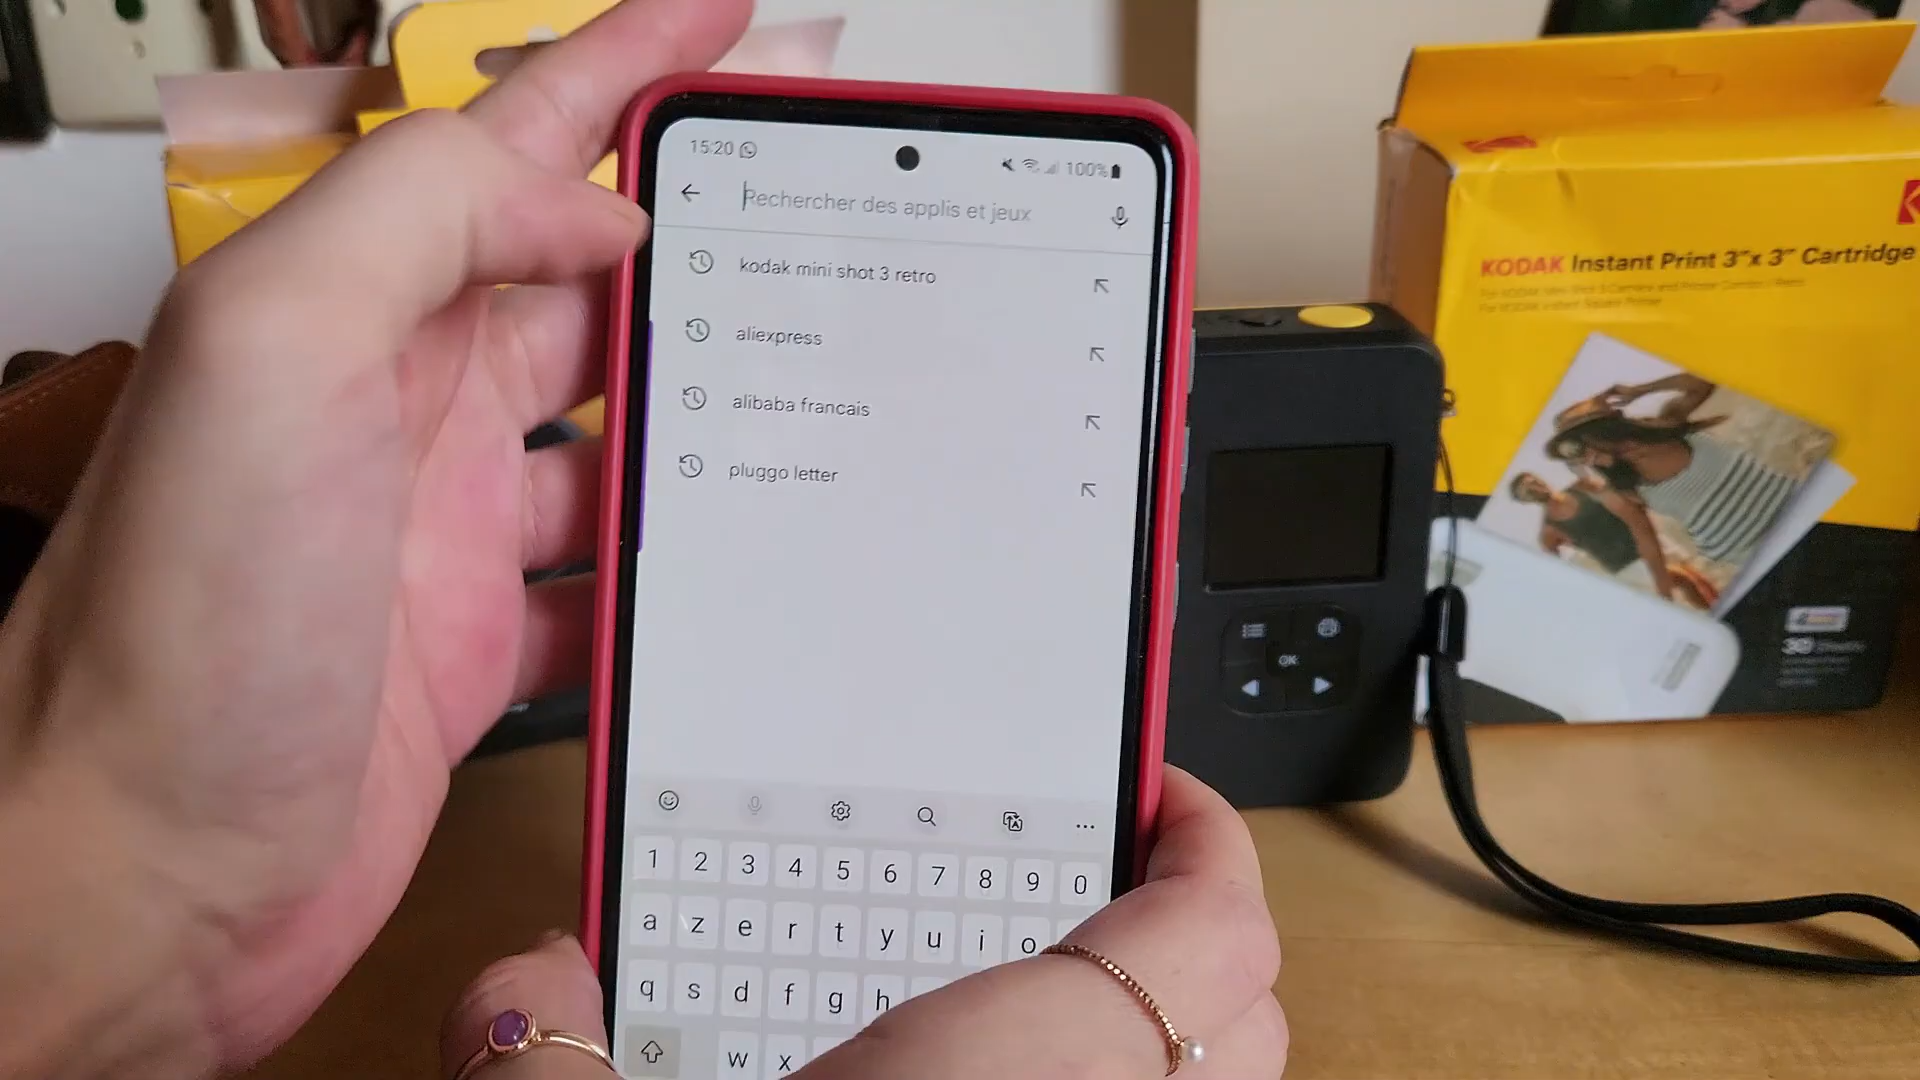 15:20
100%
Rechercher des applis et jeux
kodak mini shot 3 retro
aliexpress
alibaba francais
pluggo letter
1 2 3 4 5 6 7 8 9 0
a z e r t y u i o
q s d f g h
w x
OK
KODAK Instant Print 3"x 3" Cartridge